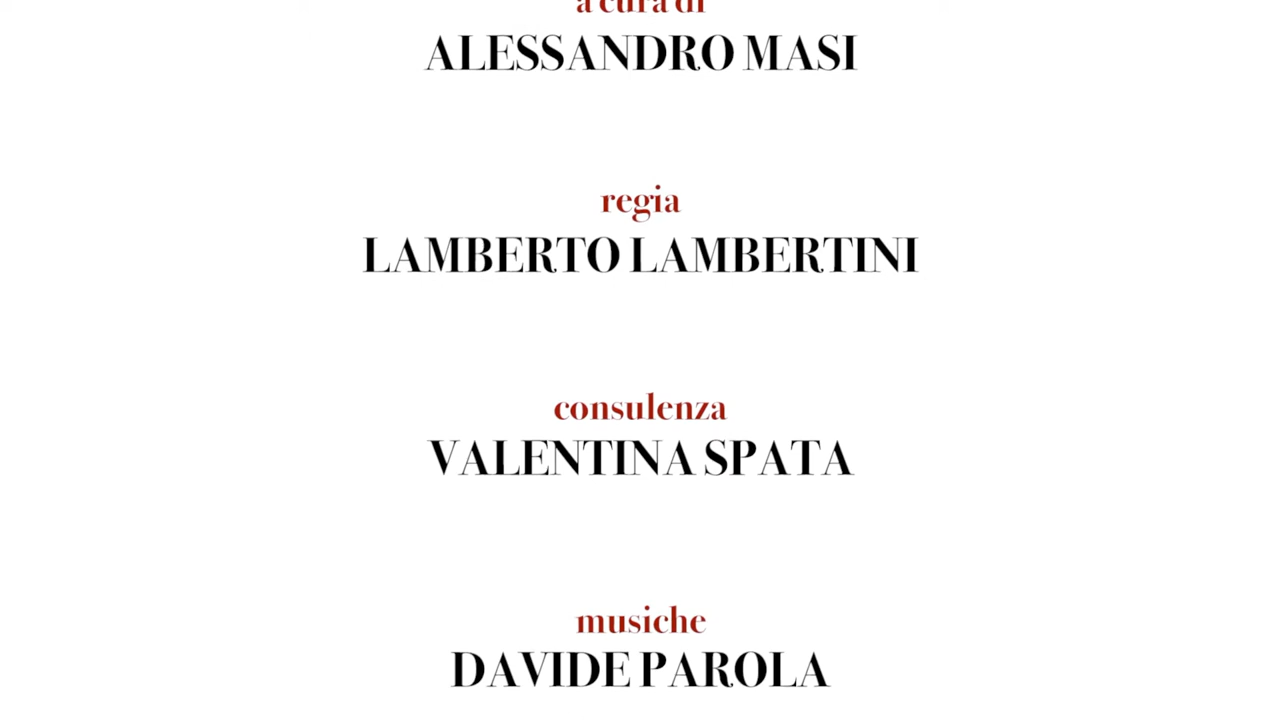 a cura di
ALESSANDRO MASI
regia
LAMBERTO LAMBERTINI
consulenza
VALENTINA SPATA
musiche
DAVIDE PAROLA